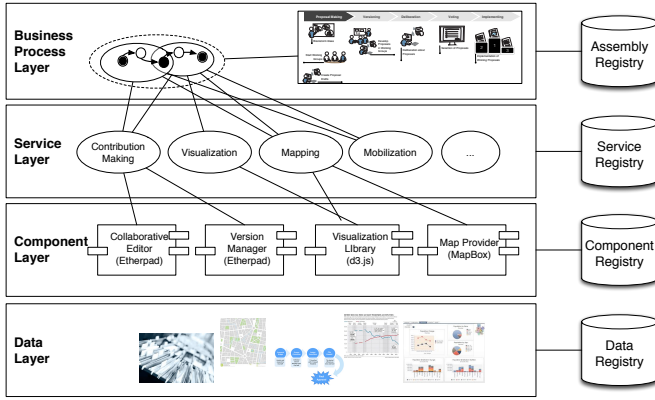 Business
Process
Layer
Proposal Making
Monitoring
Deliberation
Voting
Implementing
Assembly
Registry
Service
Layer
Contribution
Making
Visualization
Mapping
Mobilization
...
Service
Registry
Component
Layer
Collaborative
Editor
(Etherpad)
Version
Manager
(Etherpad)
Visualization
LIbrary
(d3.js)
Map Provider
(MapBox)
Component
Registry
Data
Layer
Data
Registry